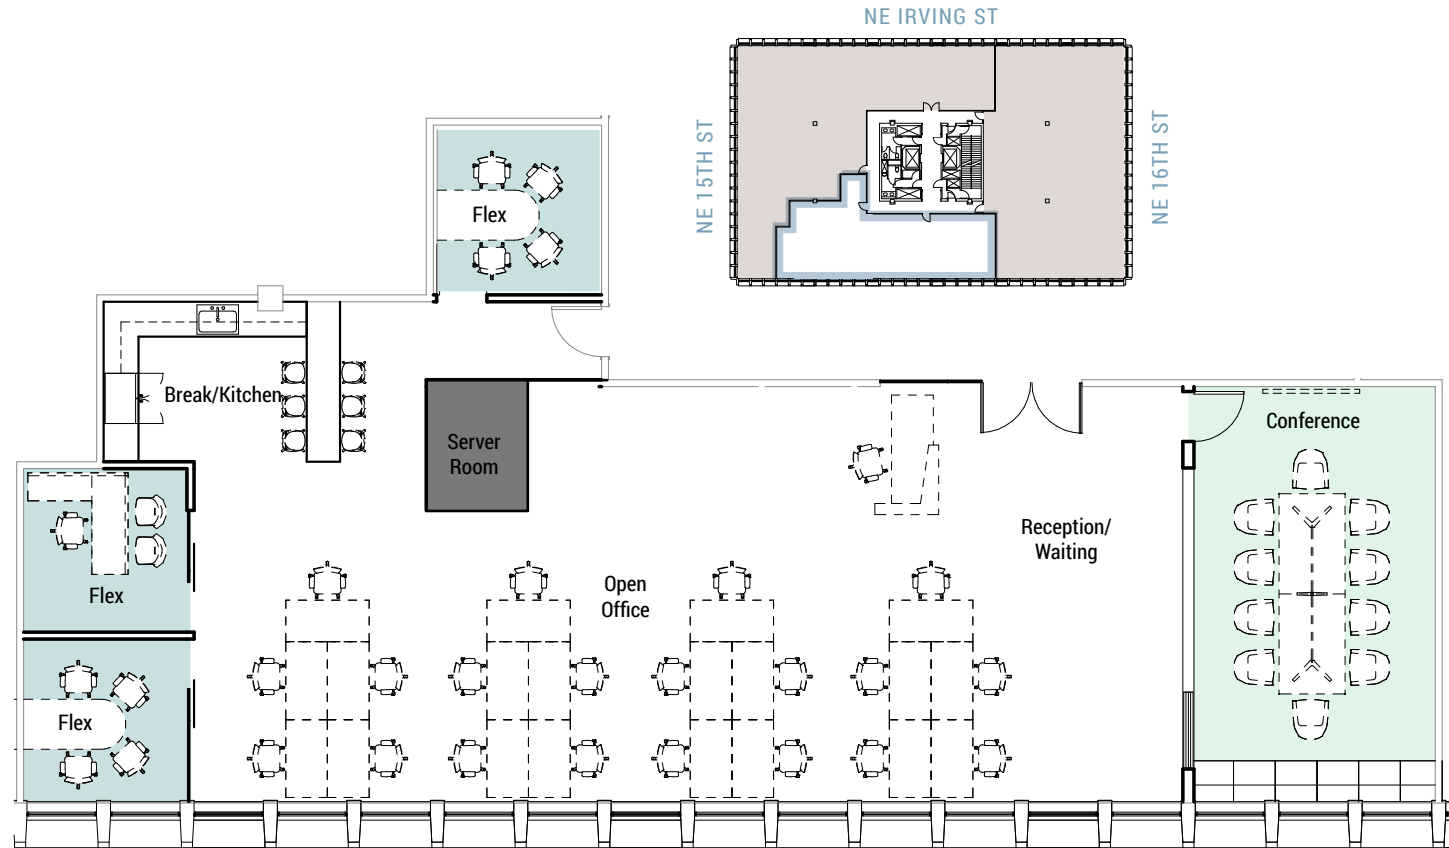 NE IRVING ST
NE 15TH ST
NE 16TH ST
Flex
Break/Kitchen
Server
Room
Conference
Reception/
Waiting
Flex
Open
Office
Flex